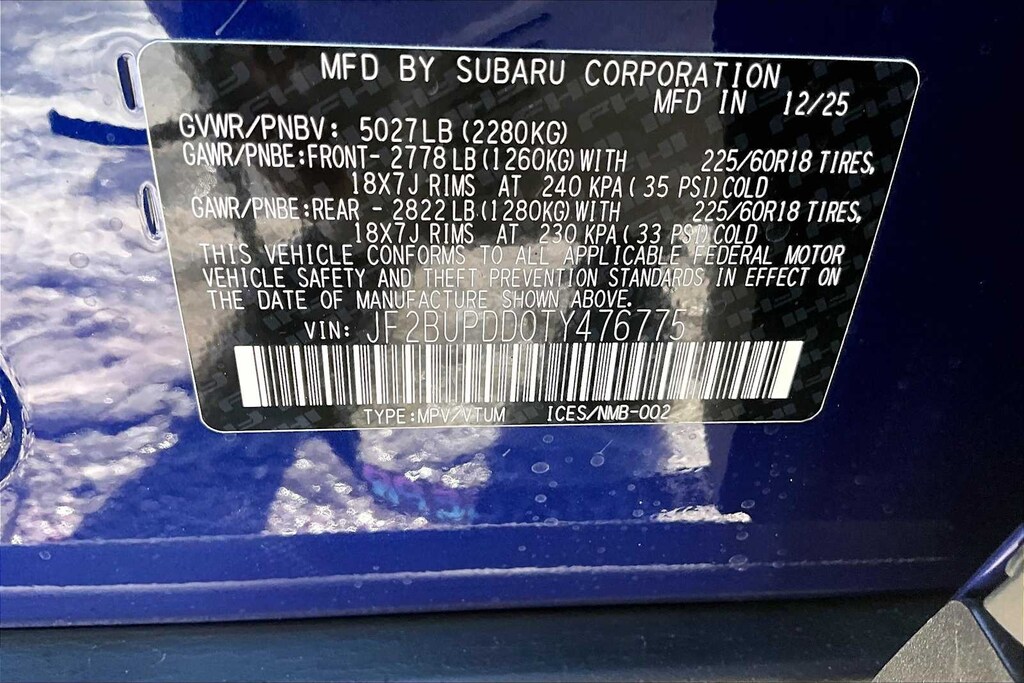 MFD BY SUBARU CORPORATION
MFD IN 12/25
GVWR/PNBV: 5027LB (2280KG)
GAWR/PNBE:FRONT- 2778 LB (1260KG) WITH 225/60R18 TIRES,
18X7J RIMS AT 240 KPA ( 35 PSI) COLD
GAWR/PNBE:REAR - 2822 LB (1280KG) WITH 225/60R18 TIRES,
18X7J RIMS AT 230 KPA ( 33 PSI) COLD
THIS VEHICLE CONFORMS TO ALL APPLICABLE FEDERAL MOTOR
VEHICLE SAFETY AND THEFT PREVENTION STANDARDS IN EFFECT ON
THE DATE OF MANUFACTURE SHOWN ABOVE.
VIN: JF2BUPDD0TY476775
TYPE:MPV/VTUM ICES/NMB-002